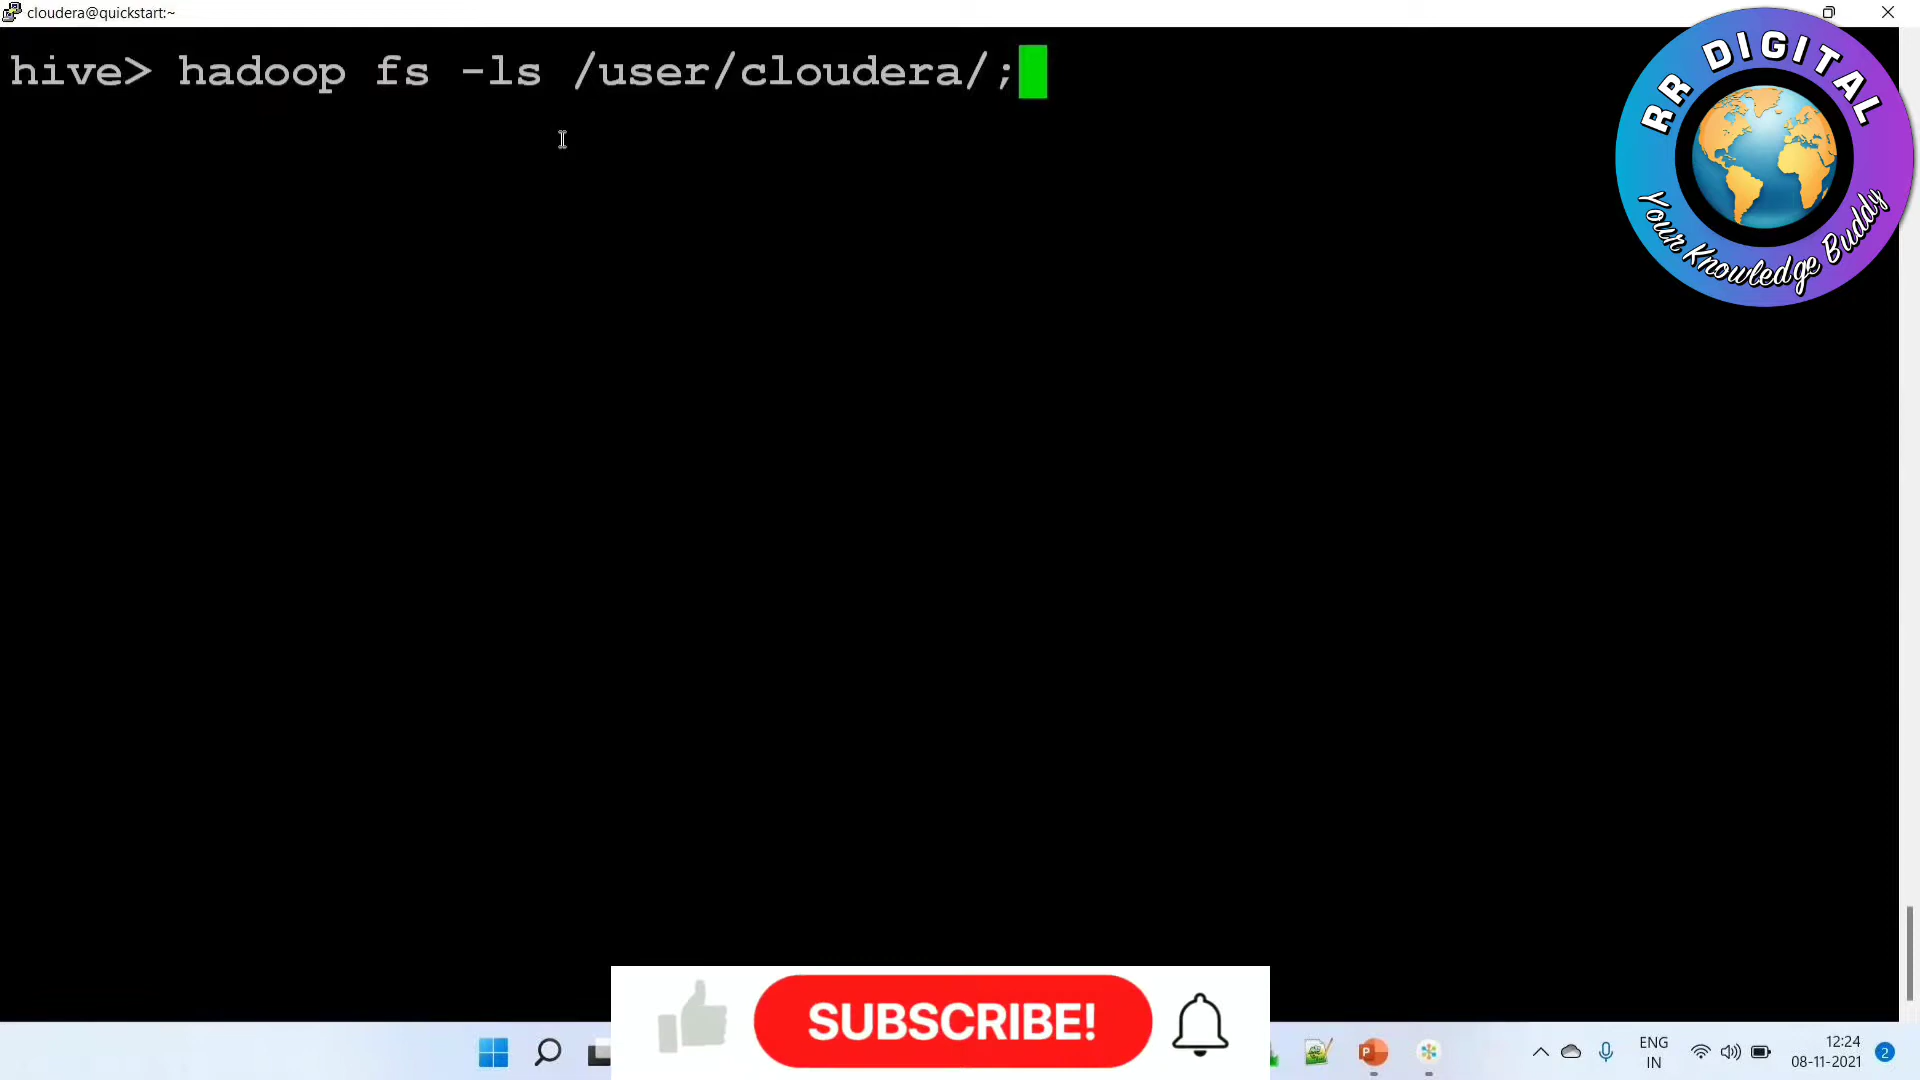 cloudera@quickstart:~
hive> hadoop fs -ls /user/cloudera/;
RR DIGITAL
Your Knowledge Buddy
SUBSCRIBE!
ENG
IN
12:24
08-11-2021
2